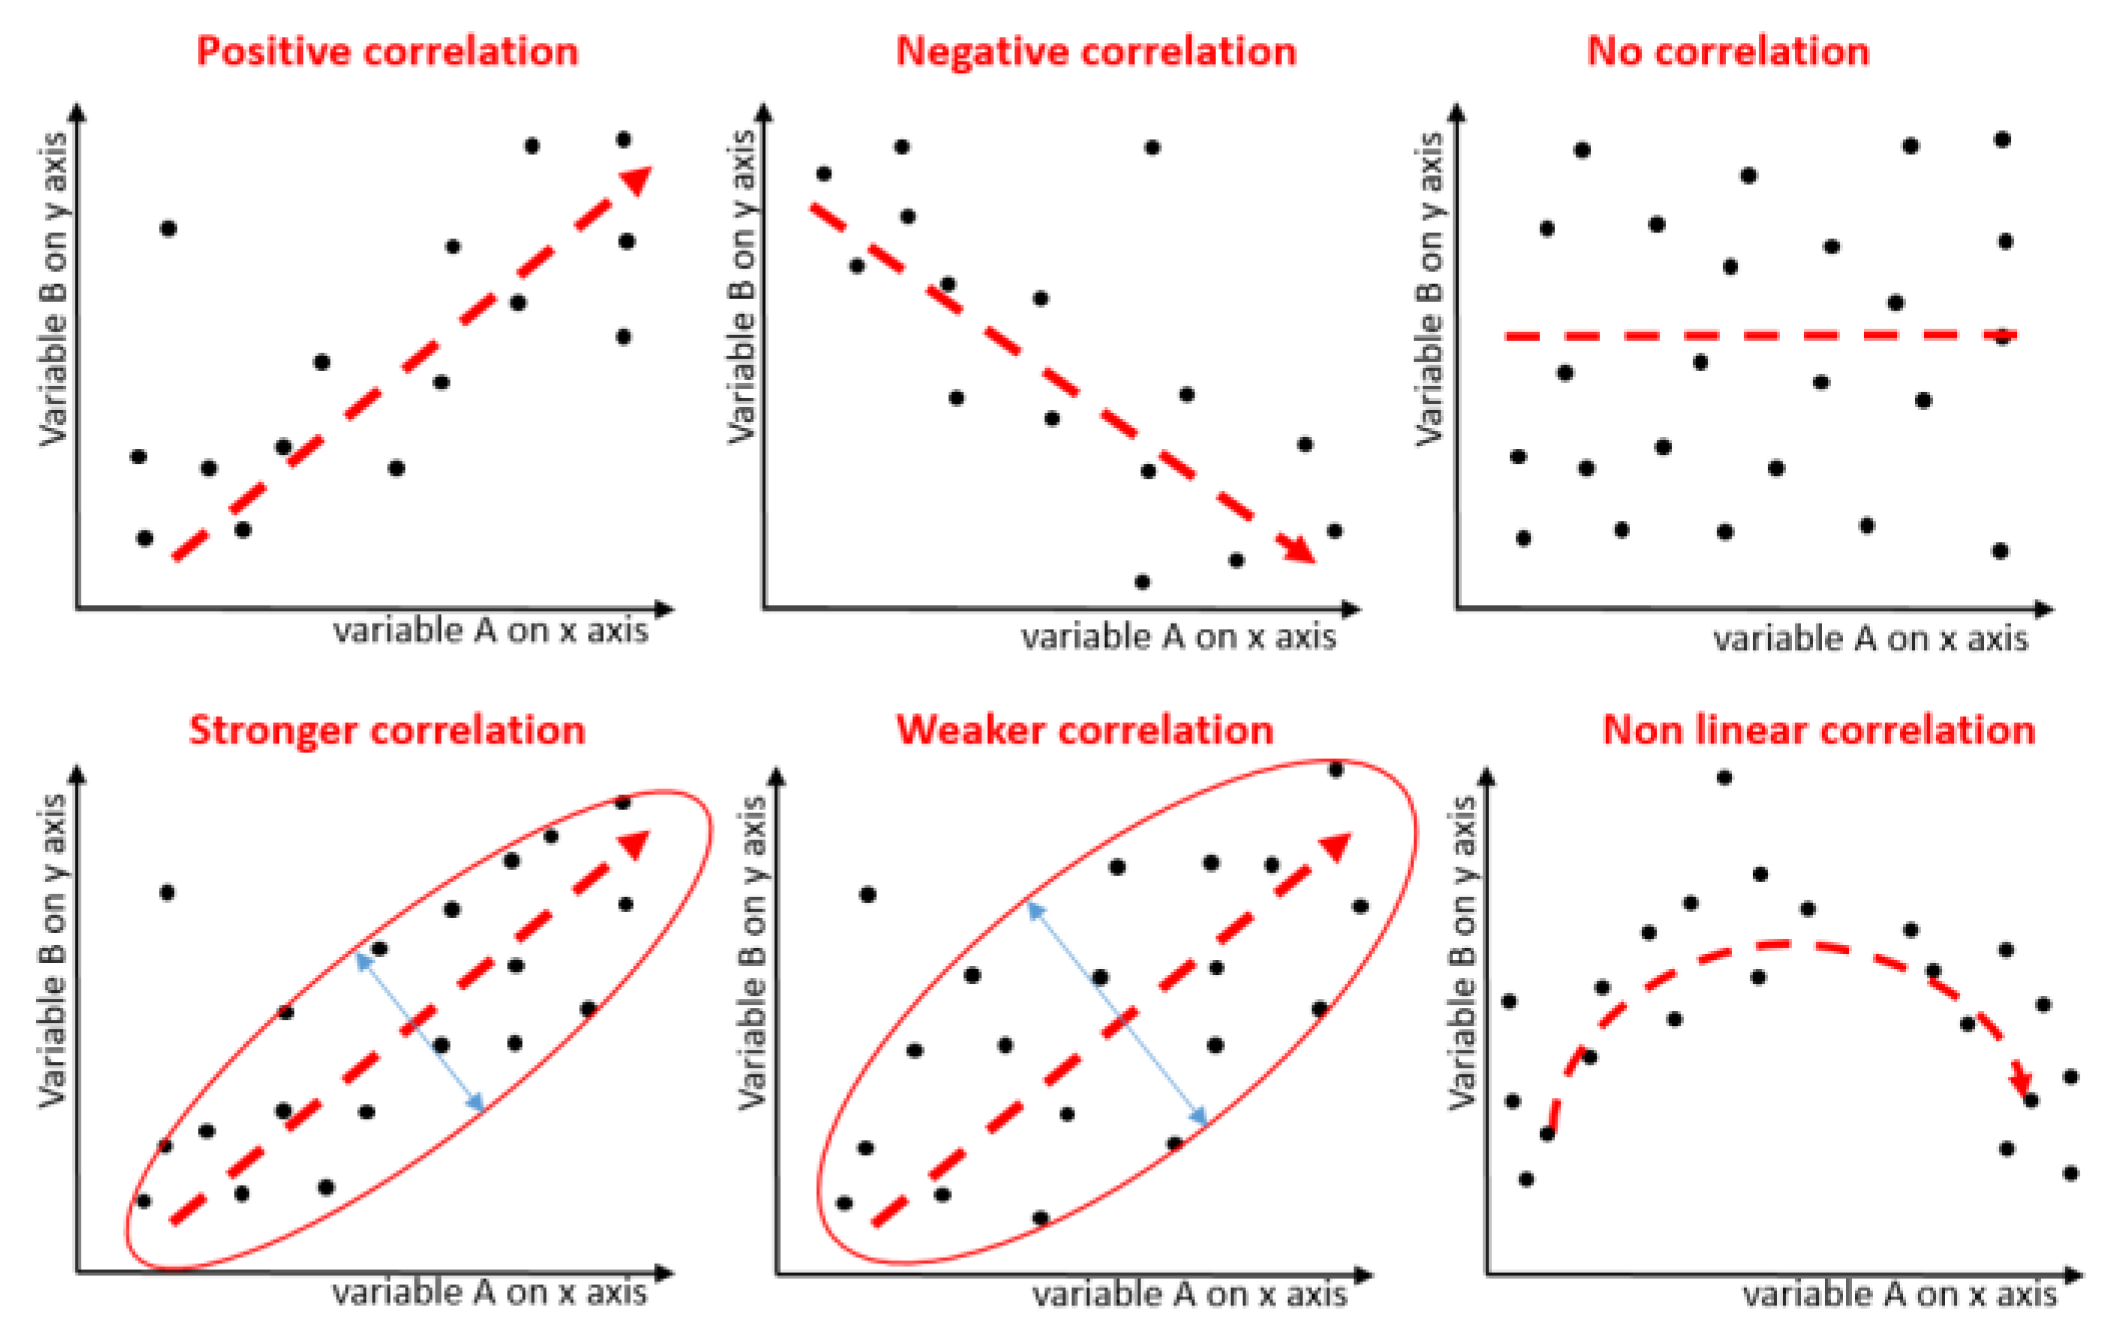 Positive correlation
Negative correlation
No correlation
Variable B on y axis
Variable B on y axis
Variable B on y axis
variable A on x axis
variable A on x axis
variable A on x axis
Stronger correlation
Weaker correlation
Non linear correlation
Variable B on y axis
Variable B on y axis
Variable B on y axis
variable A on x axis
variable A on x axis
variable A on x axis